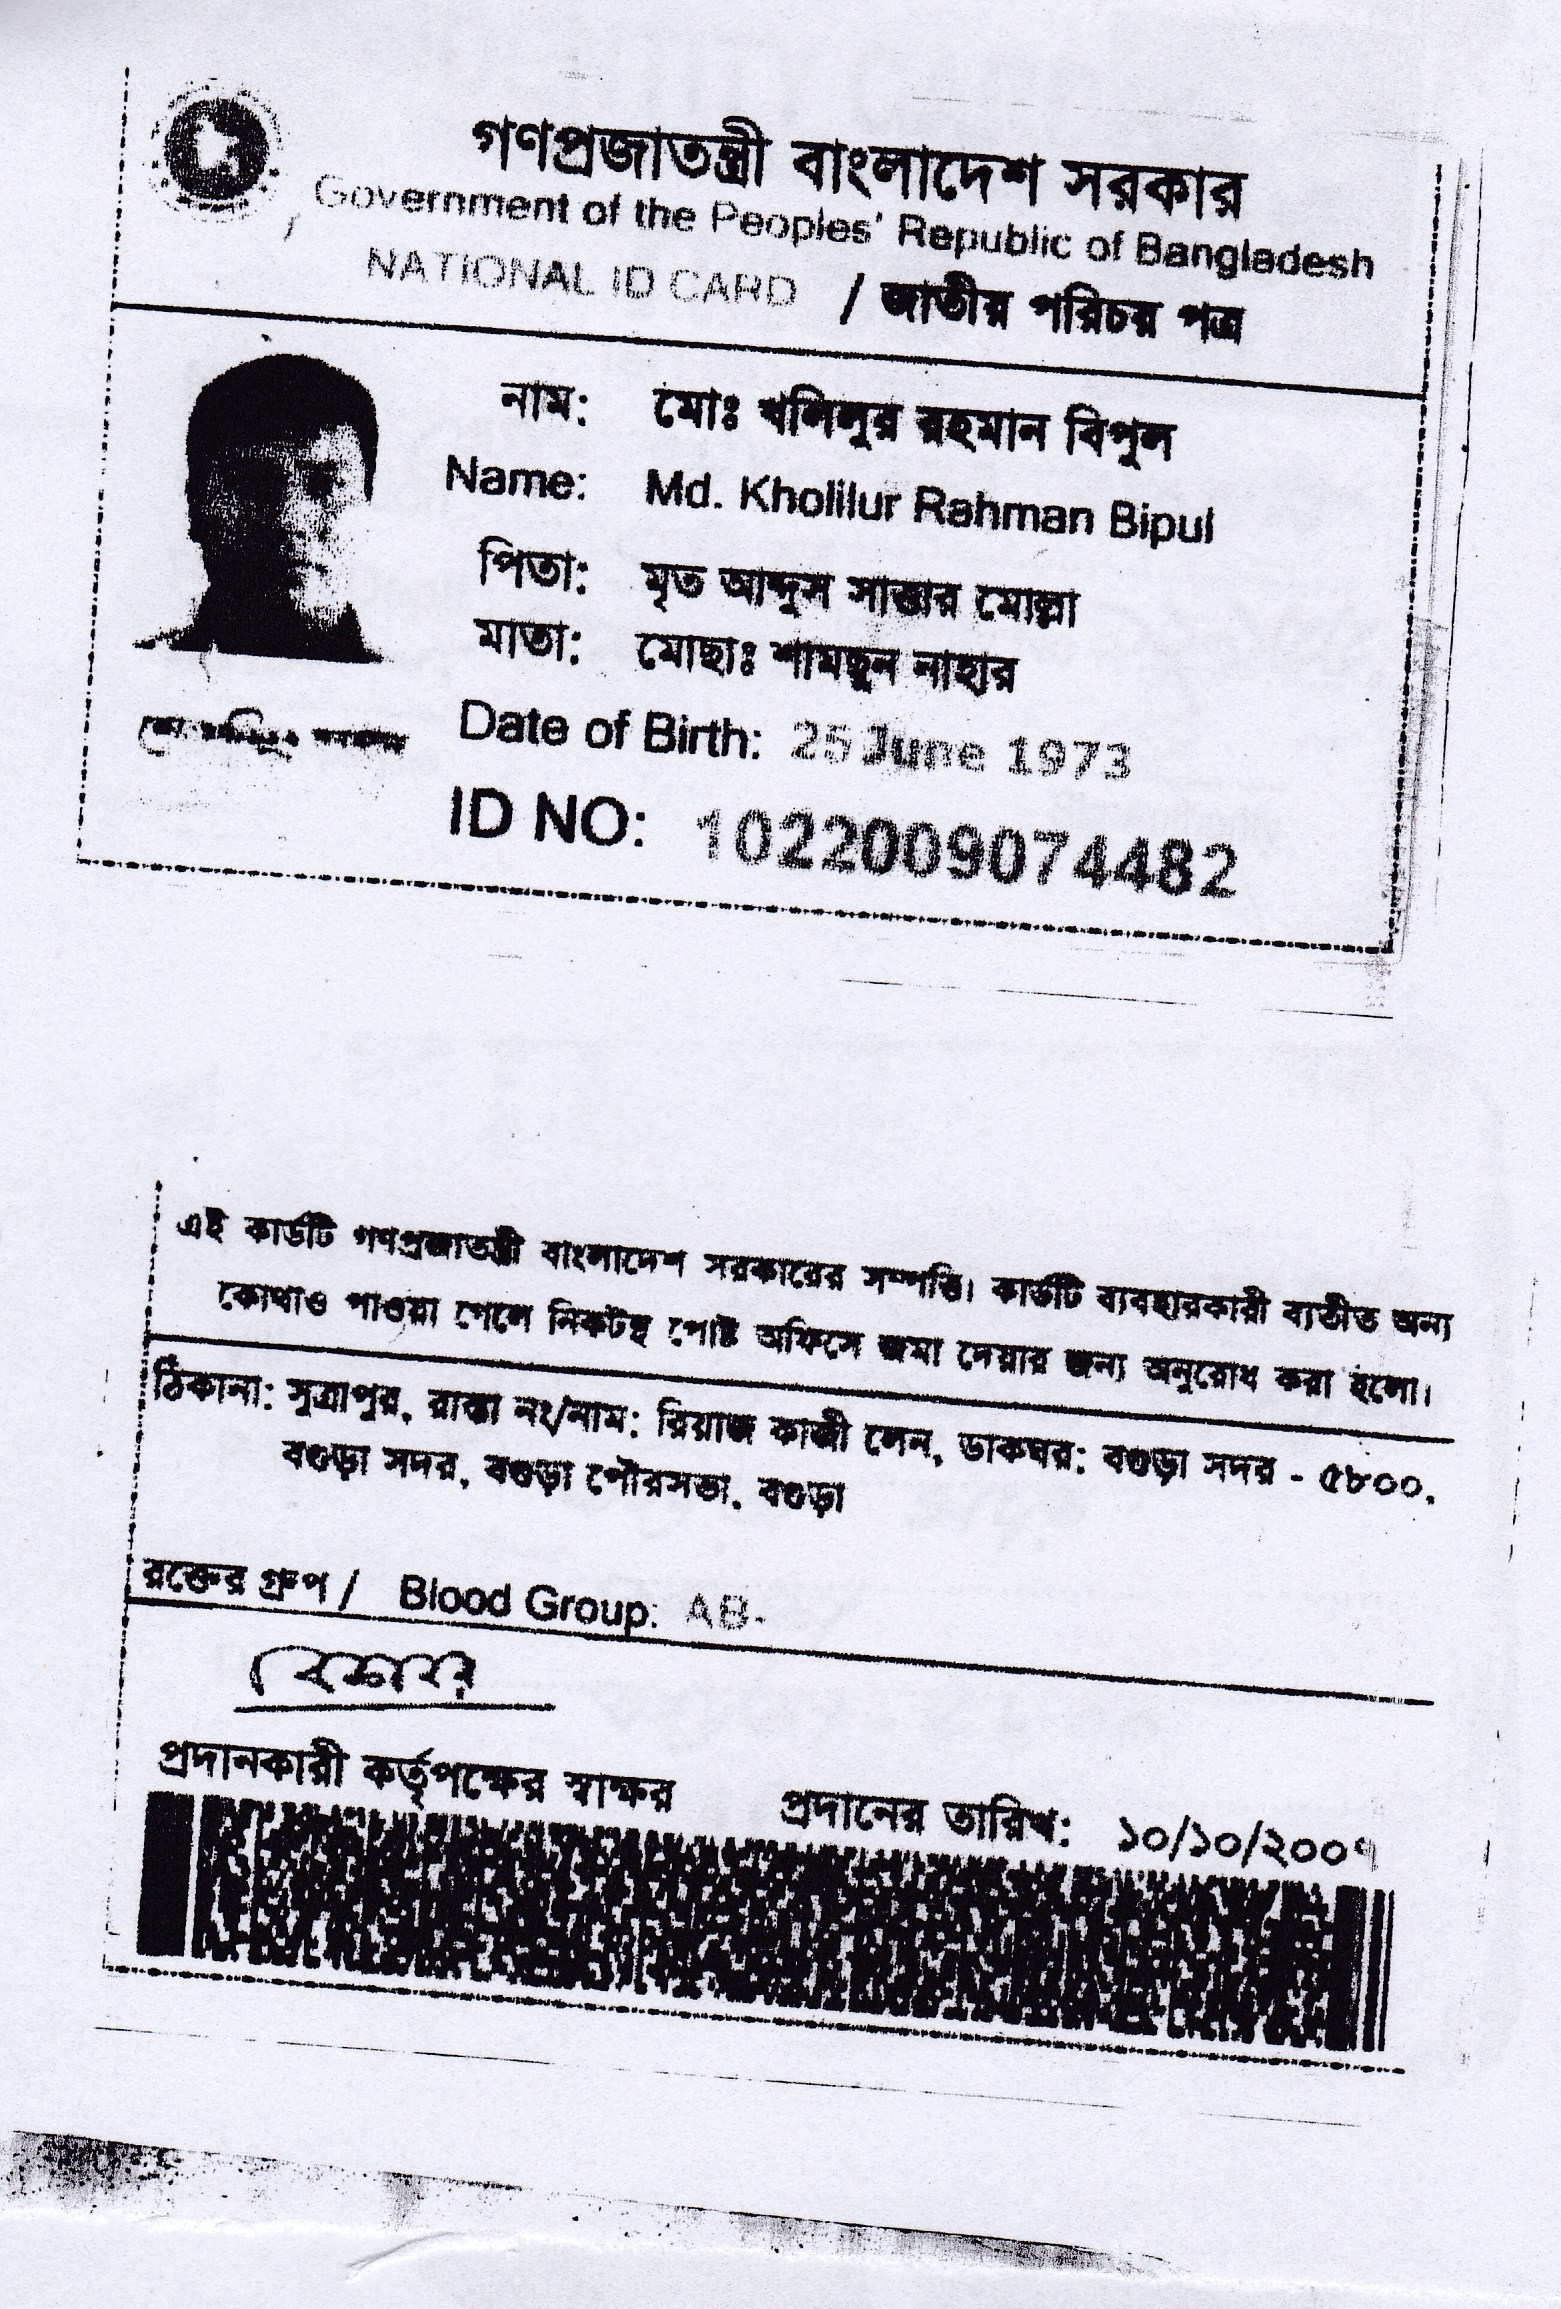 গণপ্রজাতন্ত্রী বাংলাদেশ সরকার
Government of the Peoples' Republic of Bangladesh
NATIONAL ID CARD / জাতীয় পরিচয় পত্র
নাম: মোঃ খলিলুর রহমান বিপুল
Name: Md. Kholilur Rahman Bipul
পিতা: মৃত আব্দুস সাত্তার মোল্লা
মাতা: মোছাঃ শামছুন নাহার
Date of Birth: 25 June 1973
ID NO: 1022009074482
এই কার্ডটি গণপ্রজাতন্ত্রী বাংলাদেশ সরকারের সম্পত্তি। কার্ডটি ব্যবহারকারী ব্যতীত অন্য
কোথাও পাওয়া গেলে নিকটস্থ পোষ্ট অফিসে জমা দেয়ার জন্য অনুরোধ করা হলো।
ঠিকানা: সুত্রাপুর, রাস্তা নং/নাম: রিয়াজ কাজী লেন, ডাকঘর: বগুড়া সদর - ৫৮০০,
বগুড়া সদর, বগুড়া পৌরসভা, বগুড়া
রক্তের গ্রুপ / Blood Group: AB-
প্রদানকারী কর্তৃপক্ষের স্বাক্ষর প্রদানের তারিখ: ১০/১০/২০০৭